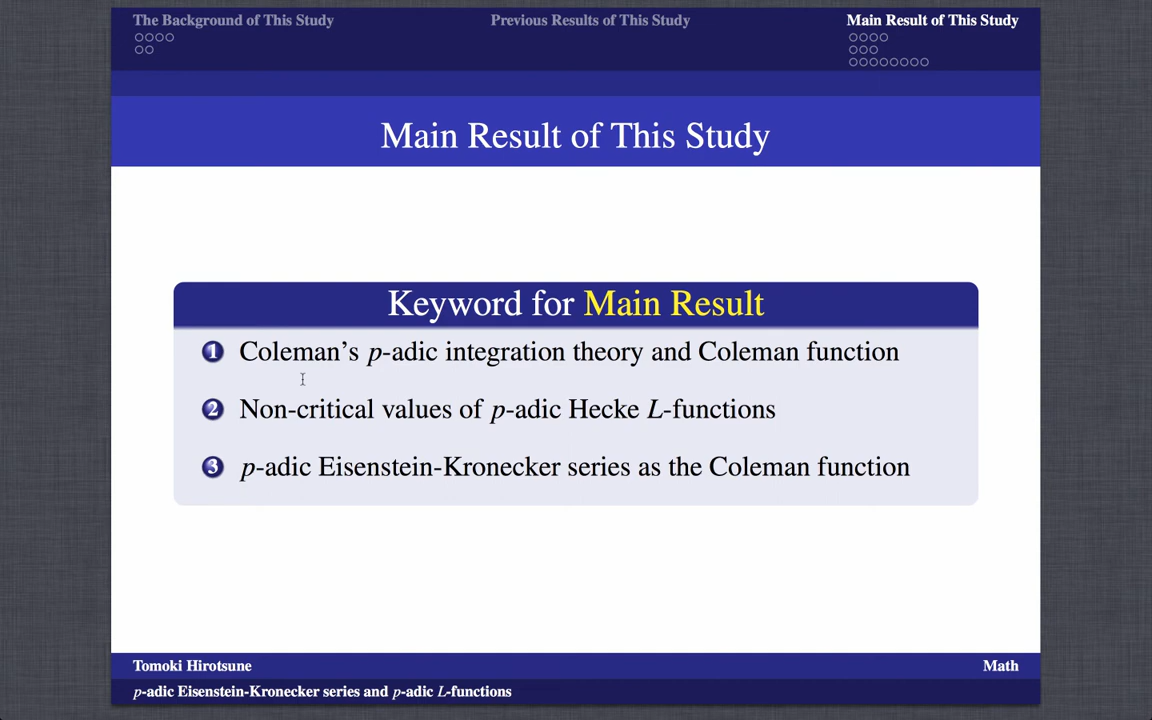 The Background of This Study
Previous Results of This Study
Main Result of This Study
Main Result of This Study
Keyword for Main Result
1 Coleman's p-adic integration theory and Coleman function
2 Non-critical values of p-adic Hecke L-functions
3 p-adic Eisenstein-Kronecker series as the Coleman function
Tomoki Hirotsune
Math
p-adic Eisenstein-Kronecker series and p-adic L-functions